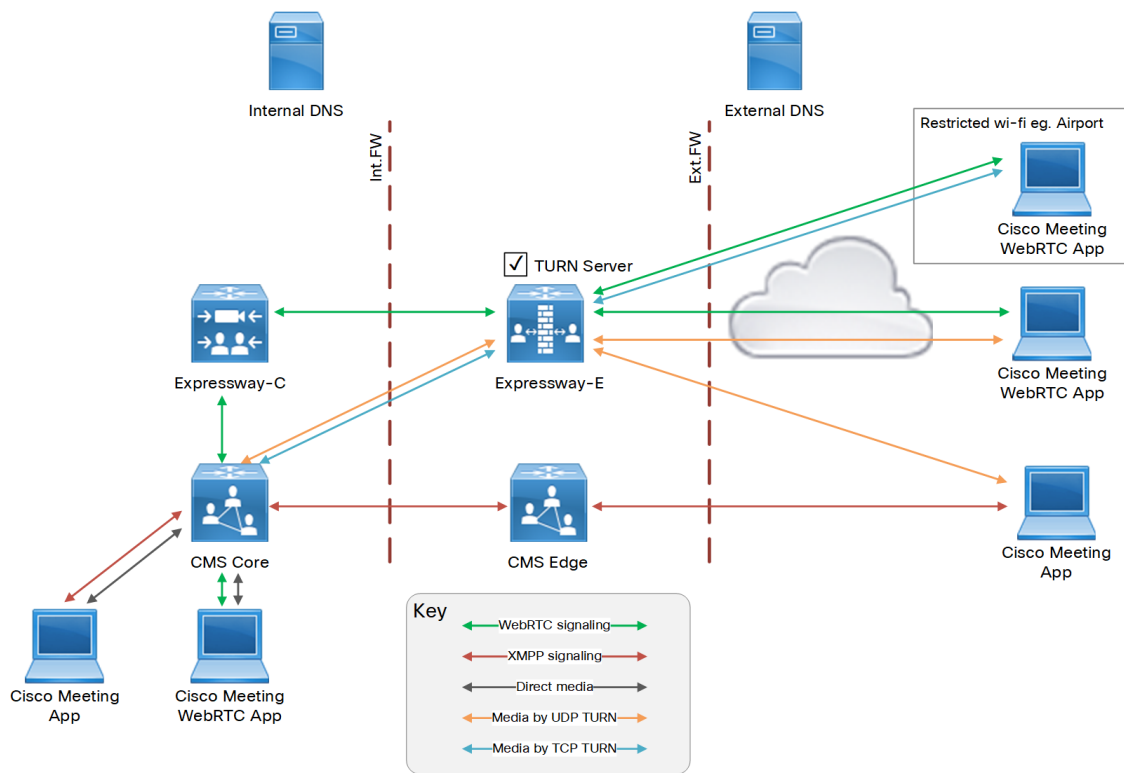 Internal DNS
External DNS
Restricted wi-fi eg. Airport
Int.FW
Ext.FW
Cisco Meeting
WebRTC App
✓ TURN Server
Expressway-C
Expressway-E
Cisco Meeting
WebRTC App
CMS Core
CMS Edge
Cisco Meeting
App
Cisco Meeting
App
Cisco Meeting
WebRTC App
Key
WebRTC signaling
XMPP signaling
Direct media
Media by UDP TURN
Media by TCP TURN